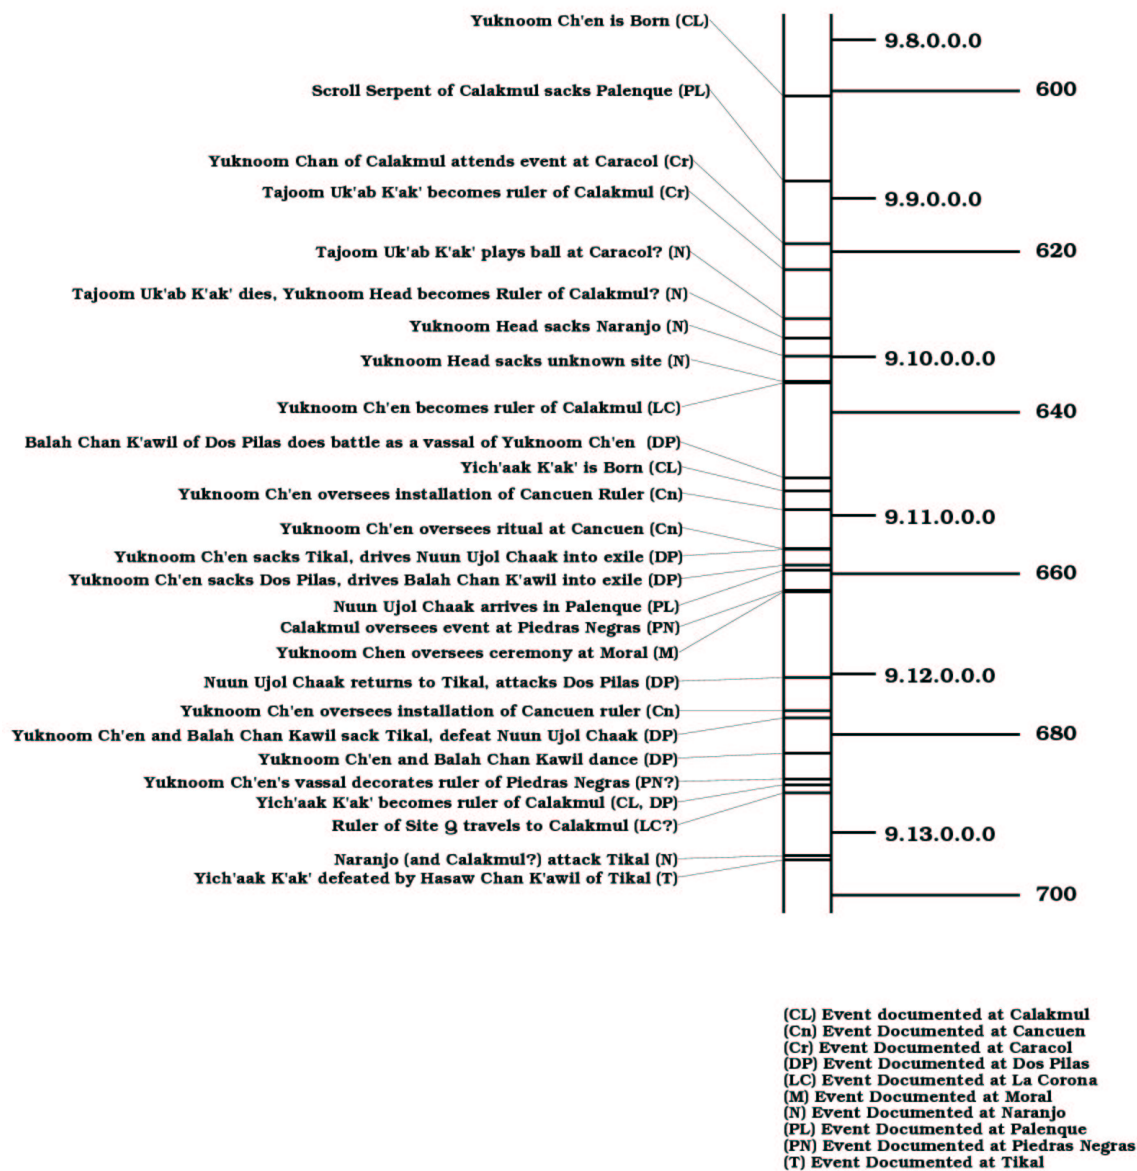 Yuknoom Ch'en is Born (CL)
9.8.0.0.0
600
Scroll Serpent of Calakmul sacks Palenque (PL)
Yuknoom Chan of Calakmul attends event at Caracol (Cr)
Tajoom Uk'ab K'ak' becomes ruler of Calakmul (Cr)
9.9.0.0.0
620
Tajoom Uk'ab K'ak' plays ball at Caracol? (N)
Tajoom Uk'ab K'ak' dies, Yuknoom Head becomes Ruler of Calakmul? (N)
Yuknoom Head sacks Naranjo (N)
9.10.0.0.0
Yuknoom Head sacks unknown site (N)
Yuknoom Ch'en becomes ruler of Calakmul (LC)
640
Balah Chan K'awil of Dos Pilas does battle as a vassal of Yuknoom Ch'en (DP)
Yich'aak K'ak' is Born (CL)
Yuknoom Ch'en oversees installation of Cancuen Ruler (Cn)
9.11.0.0.0
Yuknoom Ch'en oversees ritual at Cancuen (Cn)
Yuknoom Ch'en sacks Tikal, drives Nuun Ujol Chaak into exile (DP)
660
Yuknoom Ch'en sacks Dos Pilas, drives Balah Chan K'awil into exile (DP)
Nuun Ujol Chaak arrives in Palenque (PL)
Calakmul oversees event at Piedras Negras (PN)
Yuknoom Chen oversees ceremony at Moral (M)
9.12.0.0.0
Nuun Ujol Chaak returns to Tikal, attacks Dos Pilas (DP)
Yuknoom Ch'en oversees installation of Cancuen ruler (Cn)
Yuknoom Ch'en and Balah Chan Kawil sack Tikal, defeat Nuun Ujol Chaak (DP)
680
Yuknoom Ch'en and Balah Chan Kawil dance (DP)
Yuknoom Ch'en's vassal decorates ruler of Piedras Negras (PN?)
Yich'aak K'ak' becomes ruler of Calakmul (CL, DP)
Ruler of Site Q travels to Calakmul (LC?)
9.13.0.0.0
Naranjo (and Calakmul?) attack Tikal (N)
Yich'aak K'ak' defeated by Hasaw Chan K'awil of Tikal (T)
700
(CL) Event documented at Calakmul
(Cn) Event Documented at Cancuen
(Cr) Event Documented at Caracol
(DP) Event Documented at Dos Pilas
(LC) Event Documented at La Corona
(M) Event Documented at Moral
(N) Event Documented at Naranjo
(PL) Event Documented at Palenque
(PN) Event Documented at Piedras Negras
(T) Event Documented at Tikal